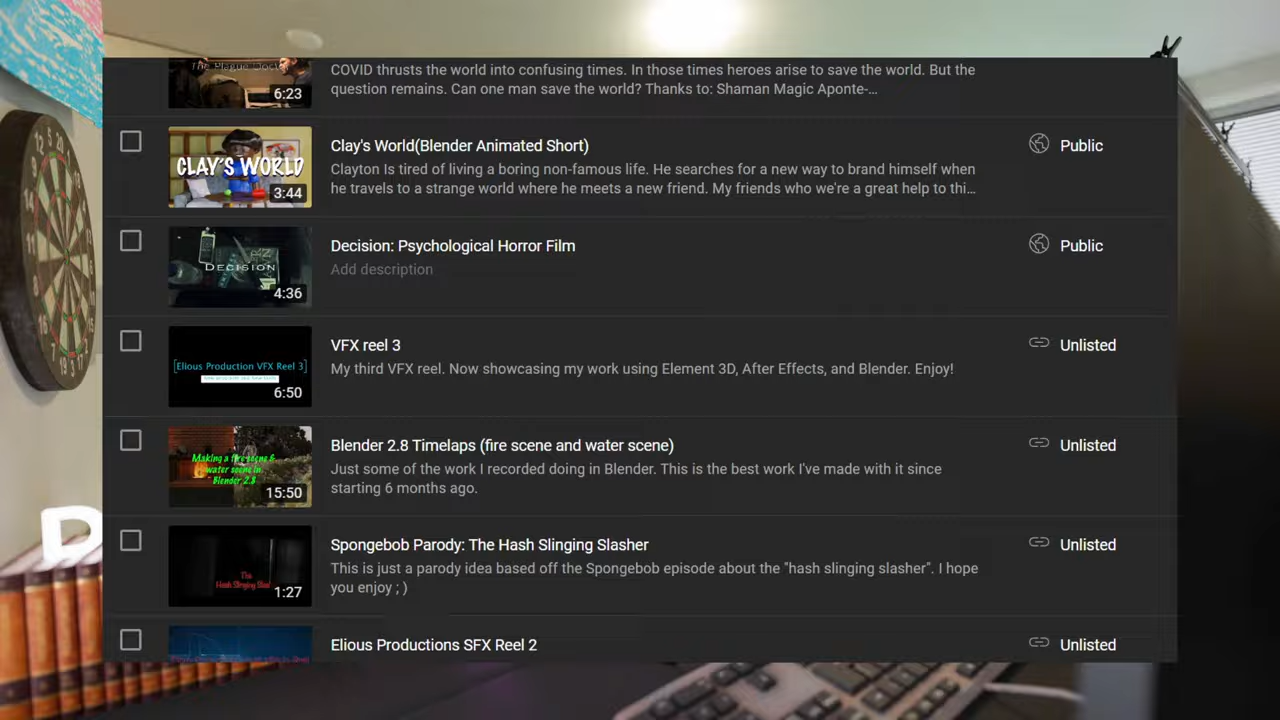 The Plague Doctor
COVID thrusts the world into confusing times. In those times heroes arise to save the world. But the
6:23
question remains. Can one man save the world? Thanks to: Shaman Magic Aponte-...
CLAY'S WORLD
3:44
Clay's World(Blender Animated Short)
Public
Clayton Is tired of living a boring non-famous life. He searches for a new way to brand himself when
he travels to a strange world where he meets a new friend. My friends who we're a great help to thi...
DECISION
4:36
Decision: Psychological Horror Film
Public
Add description
[Elious Production VFX Reel 3]
6:50
VFX reel 3
Unlisted
My third VFX reel. Now showcasing my work using Element 3D, After Effects, and Blender. Enjoy!
Making a fire scene &
water scene in
Blender 2.8
15:50
Blender 2.8 Timelaps (fire scene and water scene)
Unlisted
Just some of the work I recorded doing in Blender. This is the best work I've made with it since
starting 6 months ago.
The
Hash Slinging Slasher
1:27
Spongebob Parody: The Hash Slinging Slasher
Unlisted
This is just a parody idea based off the Spongebob episode about the "hash slinging slasher". I hope
you enjoy ; )
Elious Productions SFX Reel 2
Unlisted